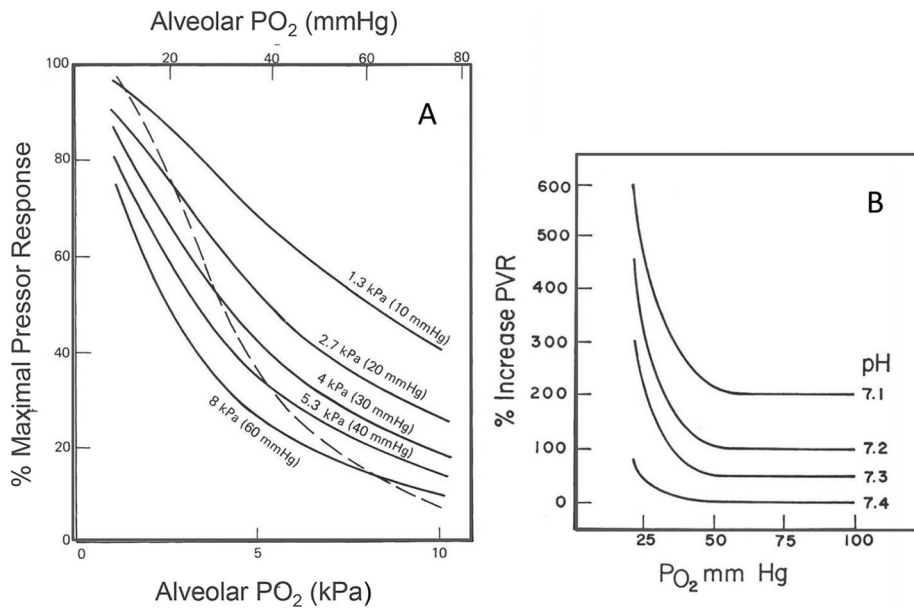 Alveolar PO2 (mmHg)
20 40 60 80
100
80
60
40
20
0
% Maximal Pressor Response
A
1.3 kPa (10 mmHg)
2.7 kPa (20 mmHg)
4 kPa (30 mmHg)
5.3 kPa (40 mmHg)
8 kPa (60 mmHg)
0 5 10
Alveolar PO2 (kPa)
B
600
500
400
300
200
100
0
% Increase PVR
pH
7.1
7.2
7.3
7.4
25 50 75 100
PO2 mm Hg